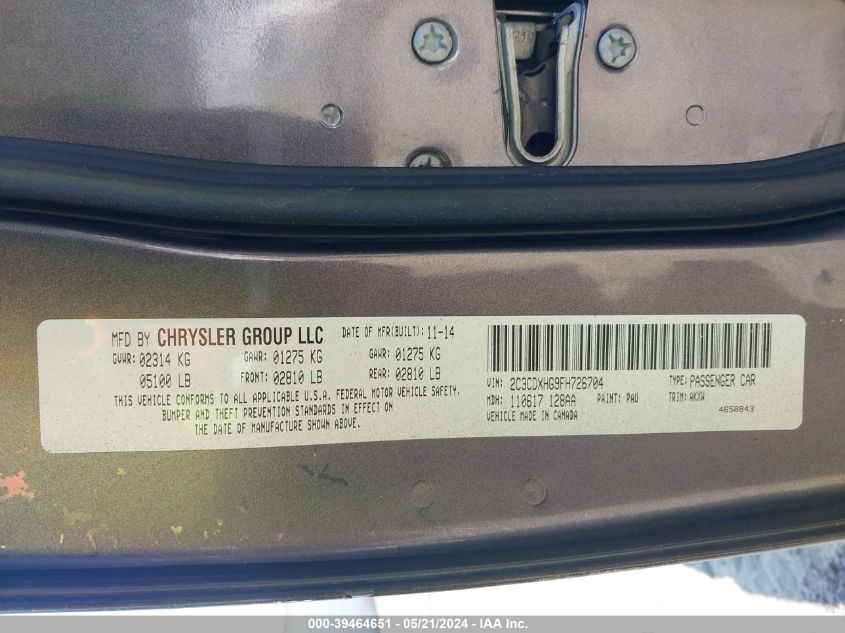 MFD BY CHRYSLER GROUP LLC DATE OF MFR(BUILT): 11-14
GVWR: 02314 KG GAWR: 01275 KG GAWR: 01275 KG
05100 LB FRONT: 02810 LB REAR: 02810 LB
THIS VEHICLE CONFORMS TO ALL APPLICABLE U.S.A. FEDERAL MOTOR VEHICLE SAFETY,
BUMPER AND THEFT PREVENTION STANDARDS IN EFFECT ON
THE DATE OF MANUFACTURE SHOWN ABOVE.
VIN: 2C3CDXHG9FH726704 TYPE: PASSENGER CAR
MDH: 110617 128AA PAINT: PAU TRIM: AKXW
VEHICLE MADE IN CANADA 4658843
000-39464651 - 05/21/2024 - IAA Inc.